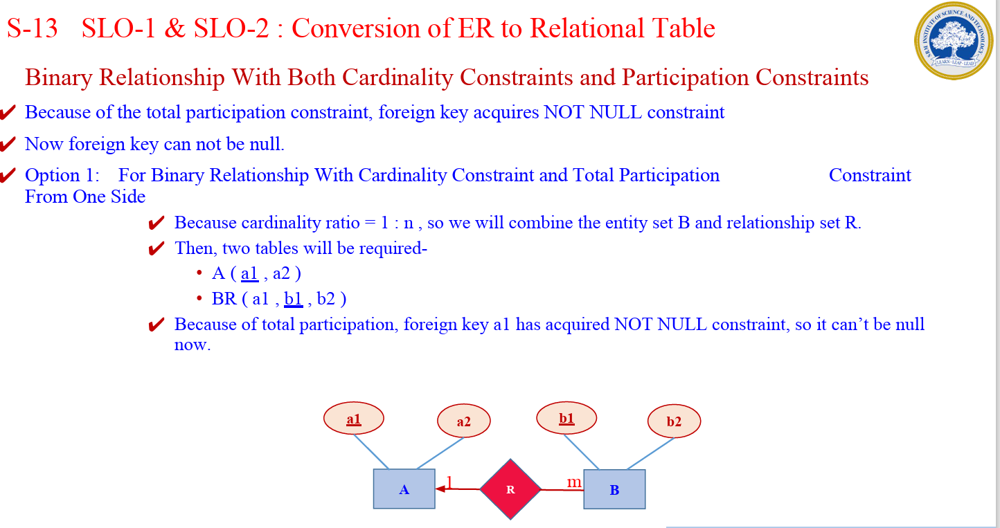 S-13 SLO-1 & SLO-2 : Conversion of ER to Relational Table
SRM INSTITUTE OF SCIENCE AND TECHNOLOGY
LEARN - LEAP - LEAD
Binary Relationship With Both Cardinality Constraints and Participation Constraints
✔ Because of the total participation constraint, foreign key acquires NOT NULL constraint
✔ Now foreign key can not be null.
✔ Option 1: For Binary Relationship With Cardinality Constraint and Total Participation Constraint
From One Side
✔ Because cardinality ratio = 1 : n , so we will combine the entity set B and relationship set R.
✔ Then, two tables will be required-
• A ( a1 , a2 )
• BR ( a1 , b1 , b2 )
✔ Because of total participation, foreign key a1 has acquired NOT NULL constraint, so it can’t be null
now.
a1 a2 b1 b2
A 1 R m B